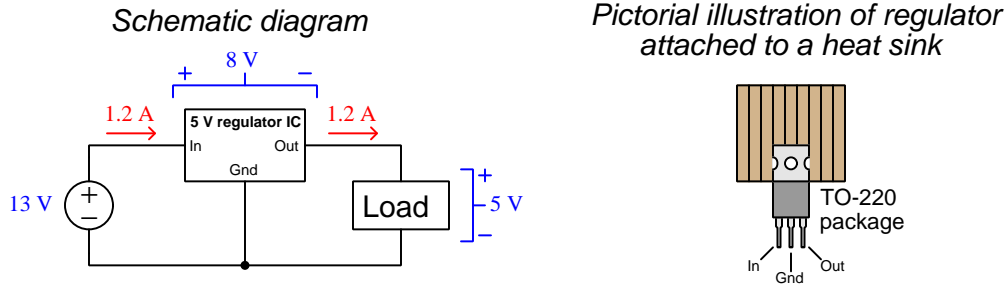 Schematic diagram
8 V
+ −
1.2 A
1.2 A
5 V regulator IC
In
Out
Gnd
13 V
+
−
Load
+
5 V
−
Pictorial illustration of regulator
attached to a heat sink
TO-220
package
In
Gnd
Out